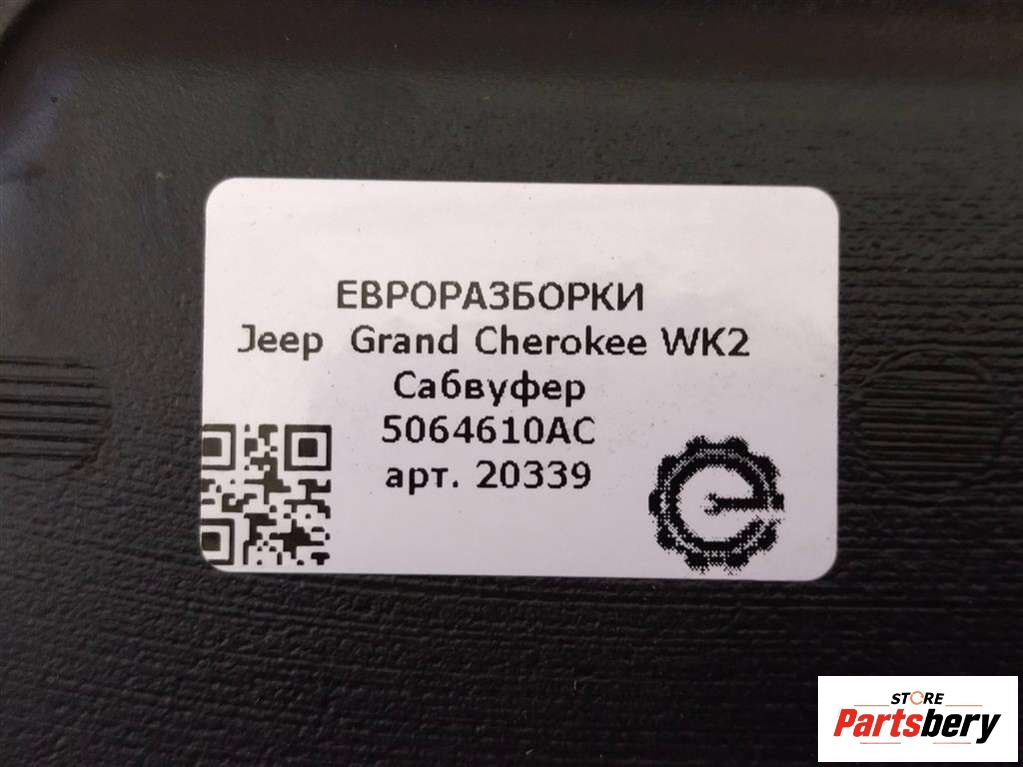 ЕВРОРАЗБОРКИ
Jeep Grand Cherokee WK2
Сабвуфер
5064610AC
арт. 20339
STORE
Partsbery